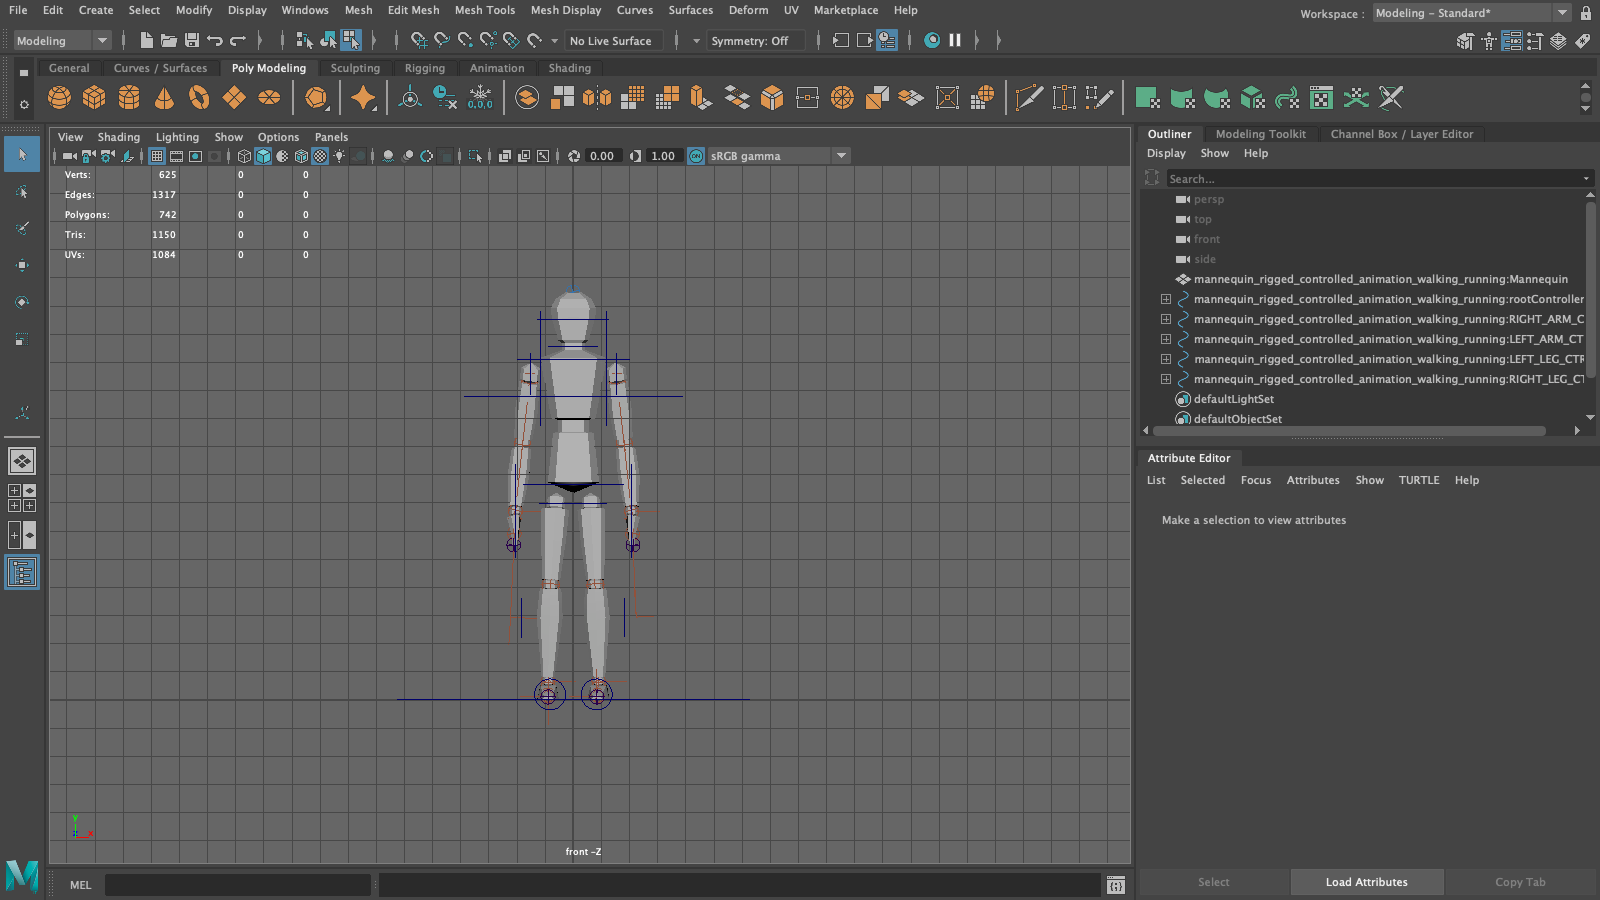 File Edit Create Select Modify Display Windows Mesh Edit Mesh Mesh Tools Mesh Display Curves Surfaces Deform UV Marketplace Help
Workspace : Modeling - Standard*
Modeling No Live Surface Symmetry: Off
General Curves / Surfaces Poly Modeling Sculpting Rigging Animation Shading
0,0,0
View Shading Lighting Show Options Panels
0.00 1.00 ON sRGB gamma
Verts: 625 0 0
Edges: 1317 0 0
Polygons: 742 0 0
Tris: 1150 0 0
UVs: 1084 0 0
y
z x
front -Z
Outliner Modeling Toolkit Channel Box / Layer Editor
Display Show Help
Search...
persp
top
front
side
mannequin_rigged_controlled_animation_walking_running:Mannequin
mannequin_rigged_controlled_animation_walking_running:rootController
mannequin_rigged_controlled_animation_walking_running:RIGHT_ARM_C
mannequin_rigged_controlled_animation_walking_running:LEFT_ARM_CT
mannequin_rigged_controlled_animation_walking_running:LEFT_LEG_CTR
mannequin_rigged_controlled_animation_walking_running:RIGHT_LEG_CT
defaultLightSet
defaultObjectSet
Attribute Editor
List Selected Focus Attributes Show TURTLE Help
Make a selection to view attributes
Select Load Attributes Copy Tab
M MEL